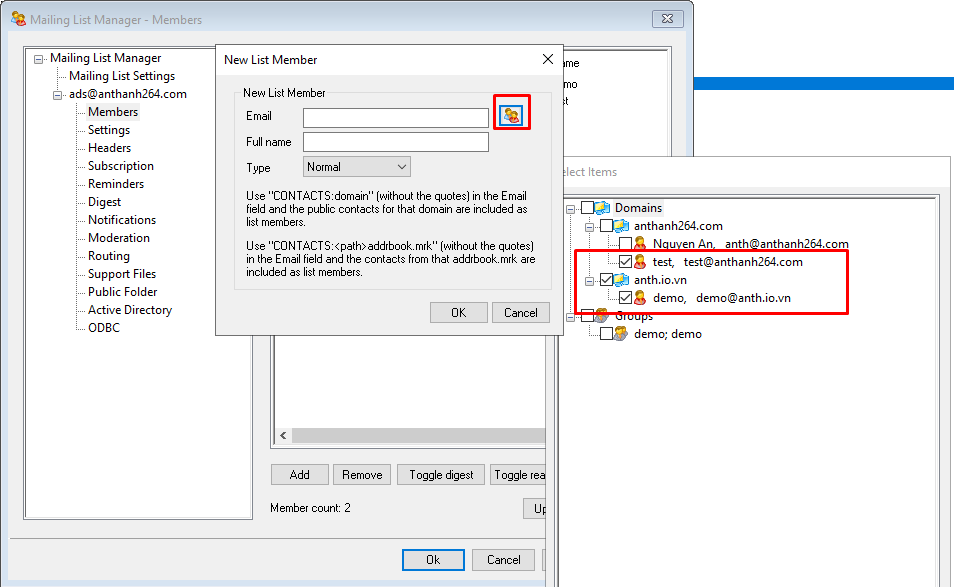 Mailing List Manager - Members
Mailing List Manager
Mailing List Settings
ads@anthanh264.com
Members
Settings
Headers
Subscription
Reminders
Digest
Notifications
Moderation
Routing
Support Files
Public Folder
Active Directory
ODBC
New List Member
New List Member
Email
Full name
Type
Normal
Use "CONTACTS:domain" (without the quotes) in the Email
field and the public contacts for that domain are included as
list members.
Use "CONTACTS:<path>addrbook.mrk" (without the quotes)
in the Email field and the contacts from that addrbook.mrk are
included as list members.
OK
Cancel
ame
mo
st
elect Items
Domains
anthanh264.com
Nguyen An, anth@anthanh264.com
test, test@anthanh264.com
anth.io.vn
demo, demo@anth.io.vn
Groups
demo; demo
Add
Remove
Toggle digest
Toggle rea
Member count: 2
Up
Ok
Cancel